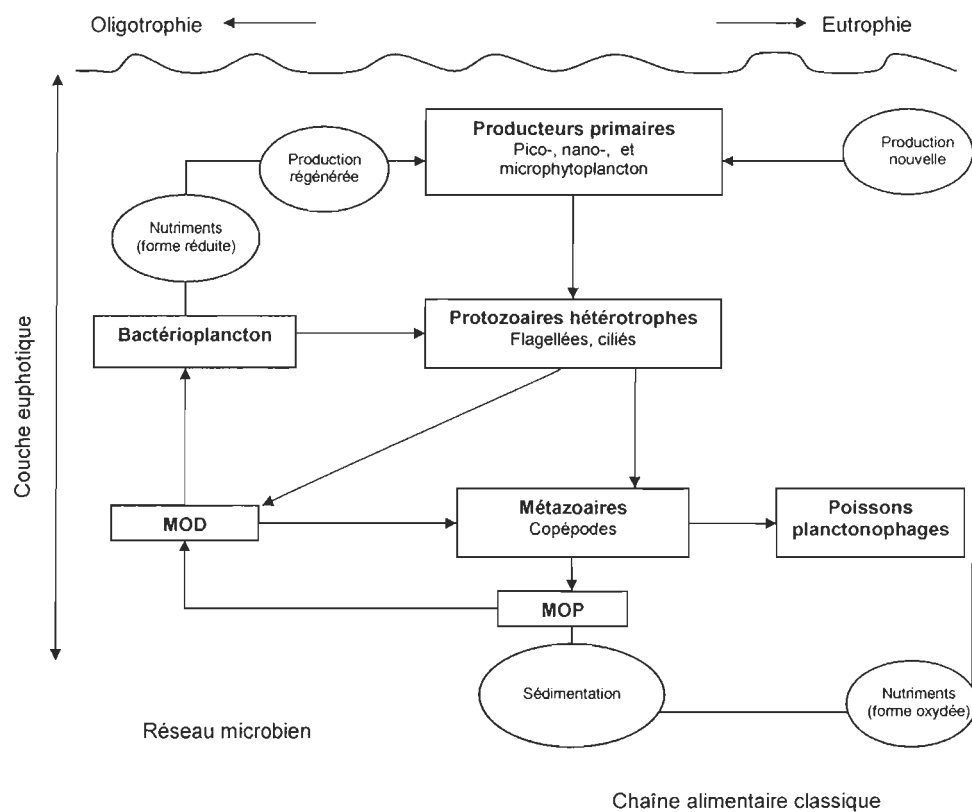 Oligotrophie
Eutrophie
Producteurs primaires
Pico-, nano-, et
microphytoplancton
Production
régénérée
Production
nouvelle
Nutriments
(forme réduite)
Bactérioplancton
Protozoaires hétérotrophes
Flagellées, ciliés
Couche euphotique
MOD
Métazoaires
Copépodes
Poissons
planctonophages
MOP
Sédimentation
Nutriments
(forme oxydée)
Réseau microbien
Chaîne alimentaire classique